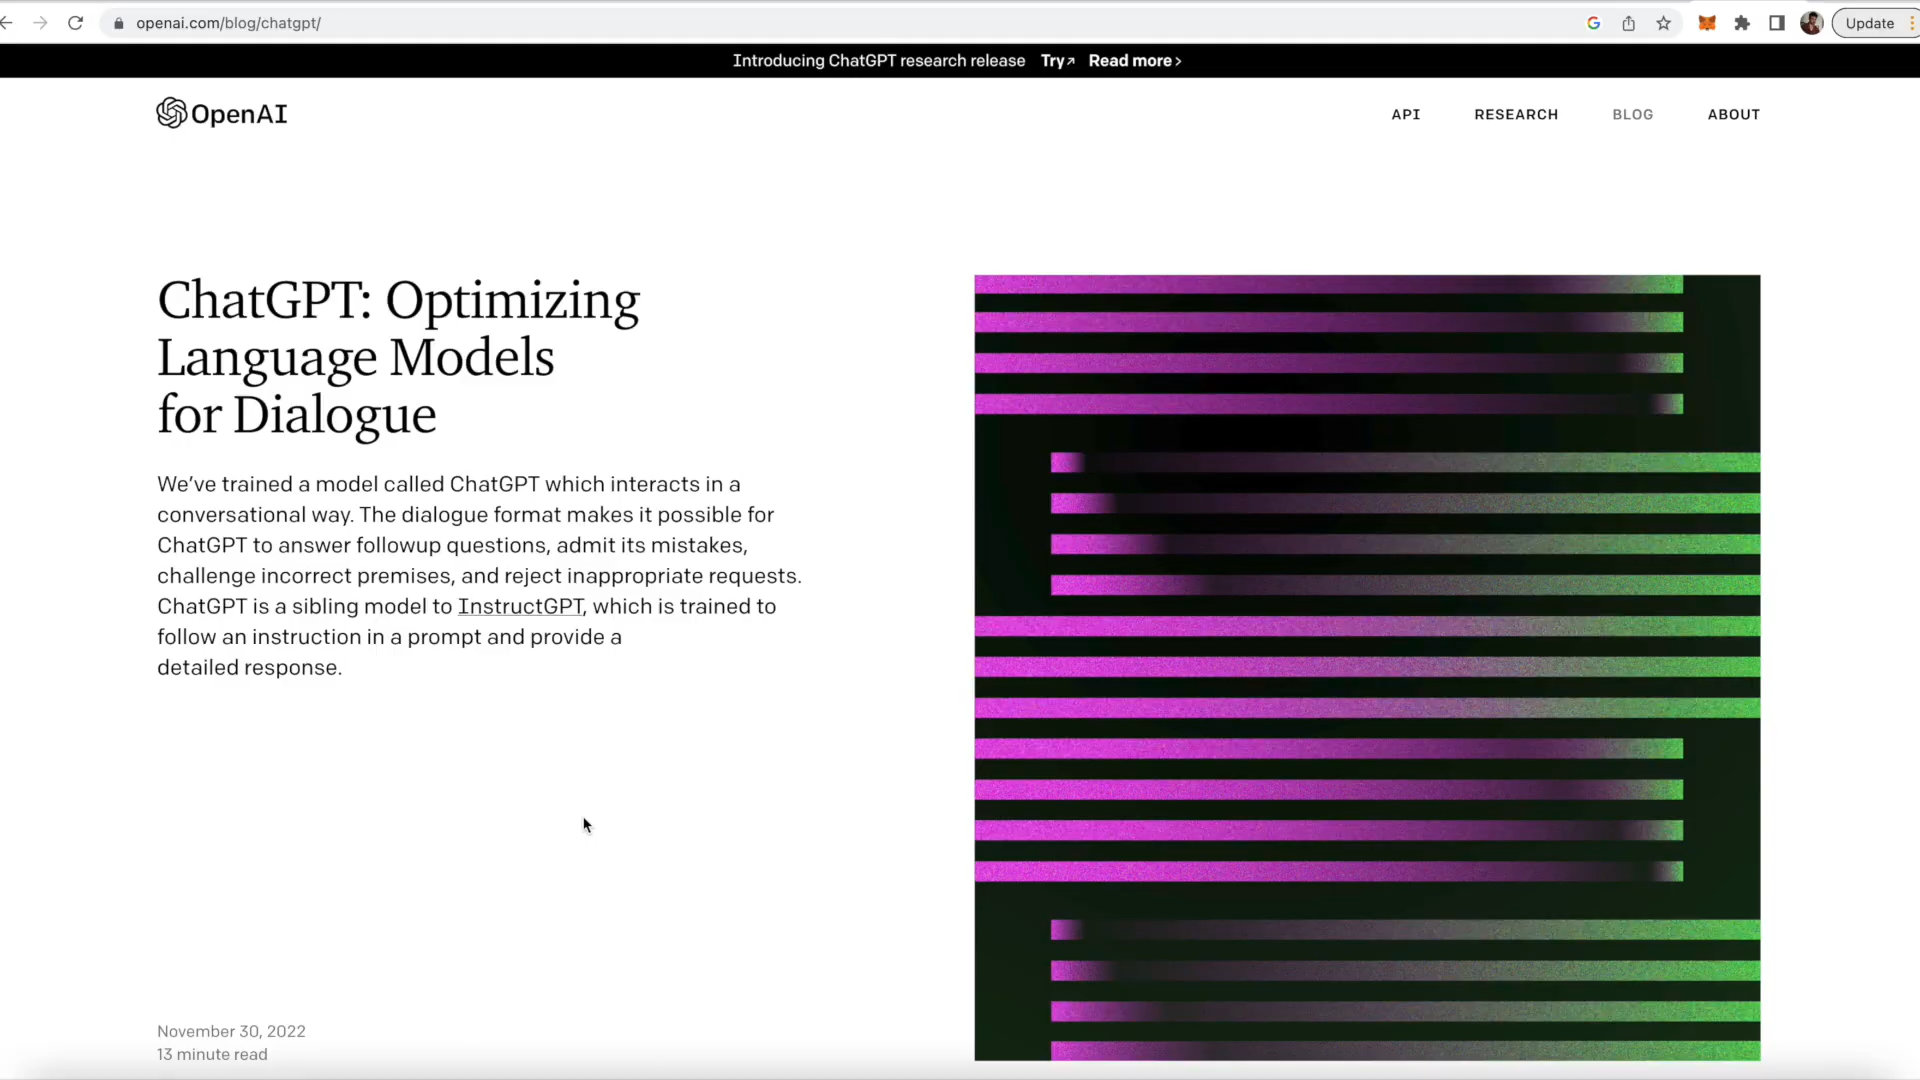 openai.com/blog/chatgpt/
Update
Introducing ChatGPT research release Try↗ Read more ›
OpenAI
API RESEARCH BLOG ABOUT
ChatGPT: Optimizing
Language Models
for Dialogue
We’ve trained a model called ChatGPT which interacts in a
conversational way. The dialogue format makes it possible for
ChatGPT to answer followup questions, admit its mistakes,
challenge incorrect premises, and reject inappropriate requests.
ChatGPT is a sibling model to InstructGPT, which is trained to
follow an instruction in a prompt and provide a
detailed response.
November 30, 2022
13 minute read